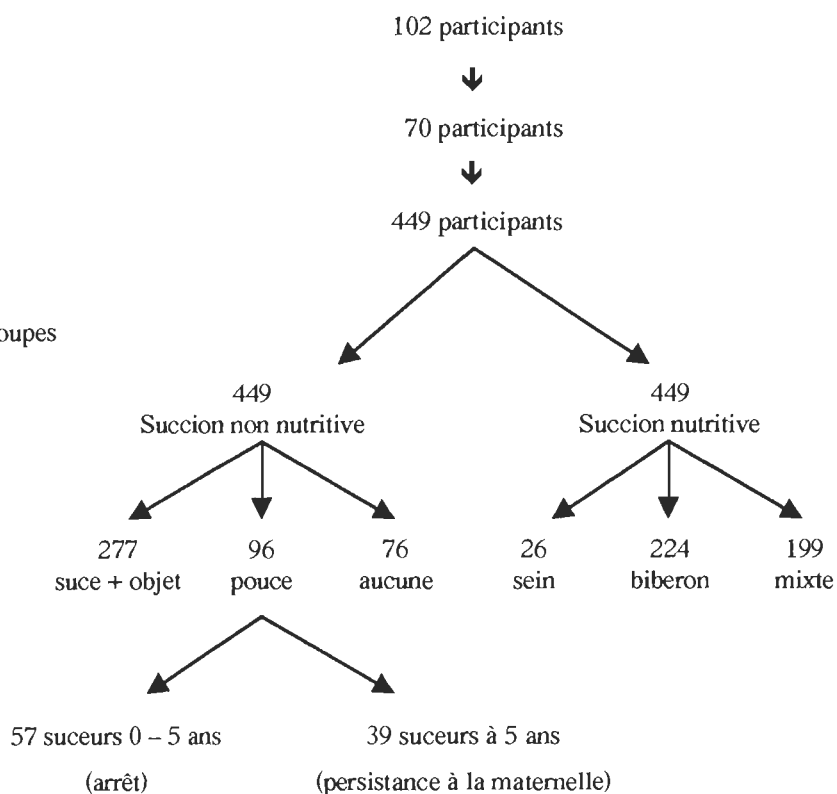 102 participants
70 participants
449 participants
oupes
449 449
Succion non nutritive Succion nutritive
277 96 76 26 224 199
suce + objet pouce aucune sein biberon mixte
57 suceurs 0 – 5 ans 39 suceurs à 5 ans
(arrêt) (persistance à la maternelle)